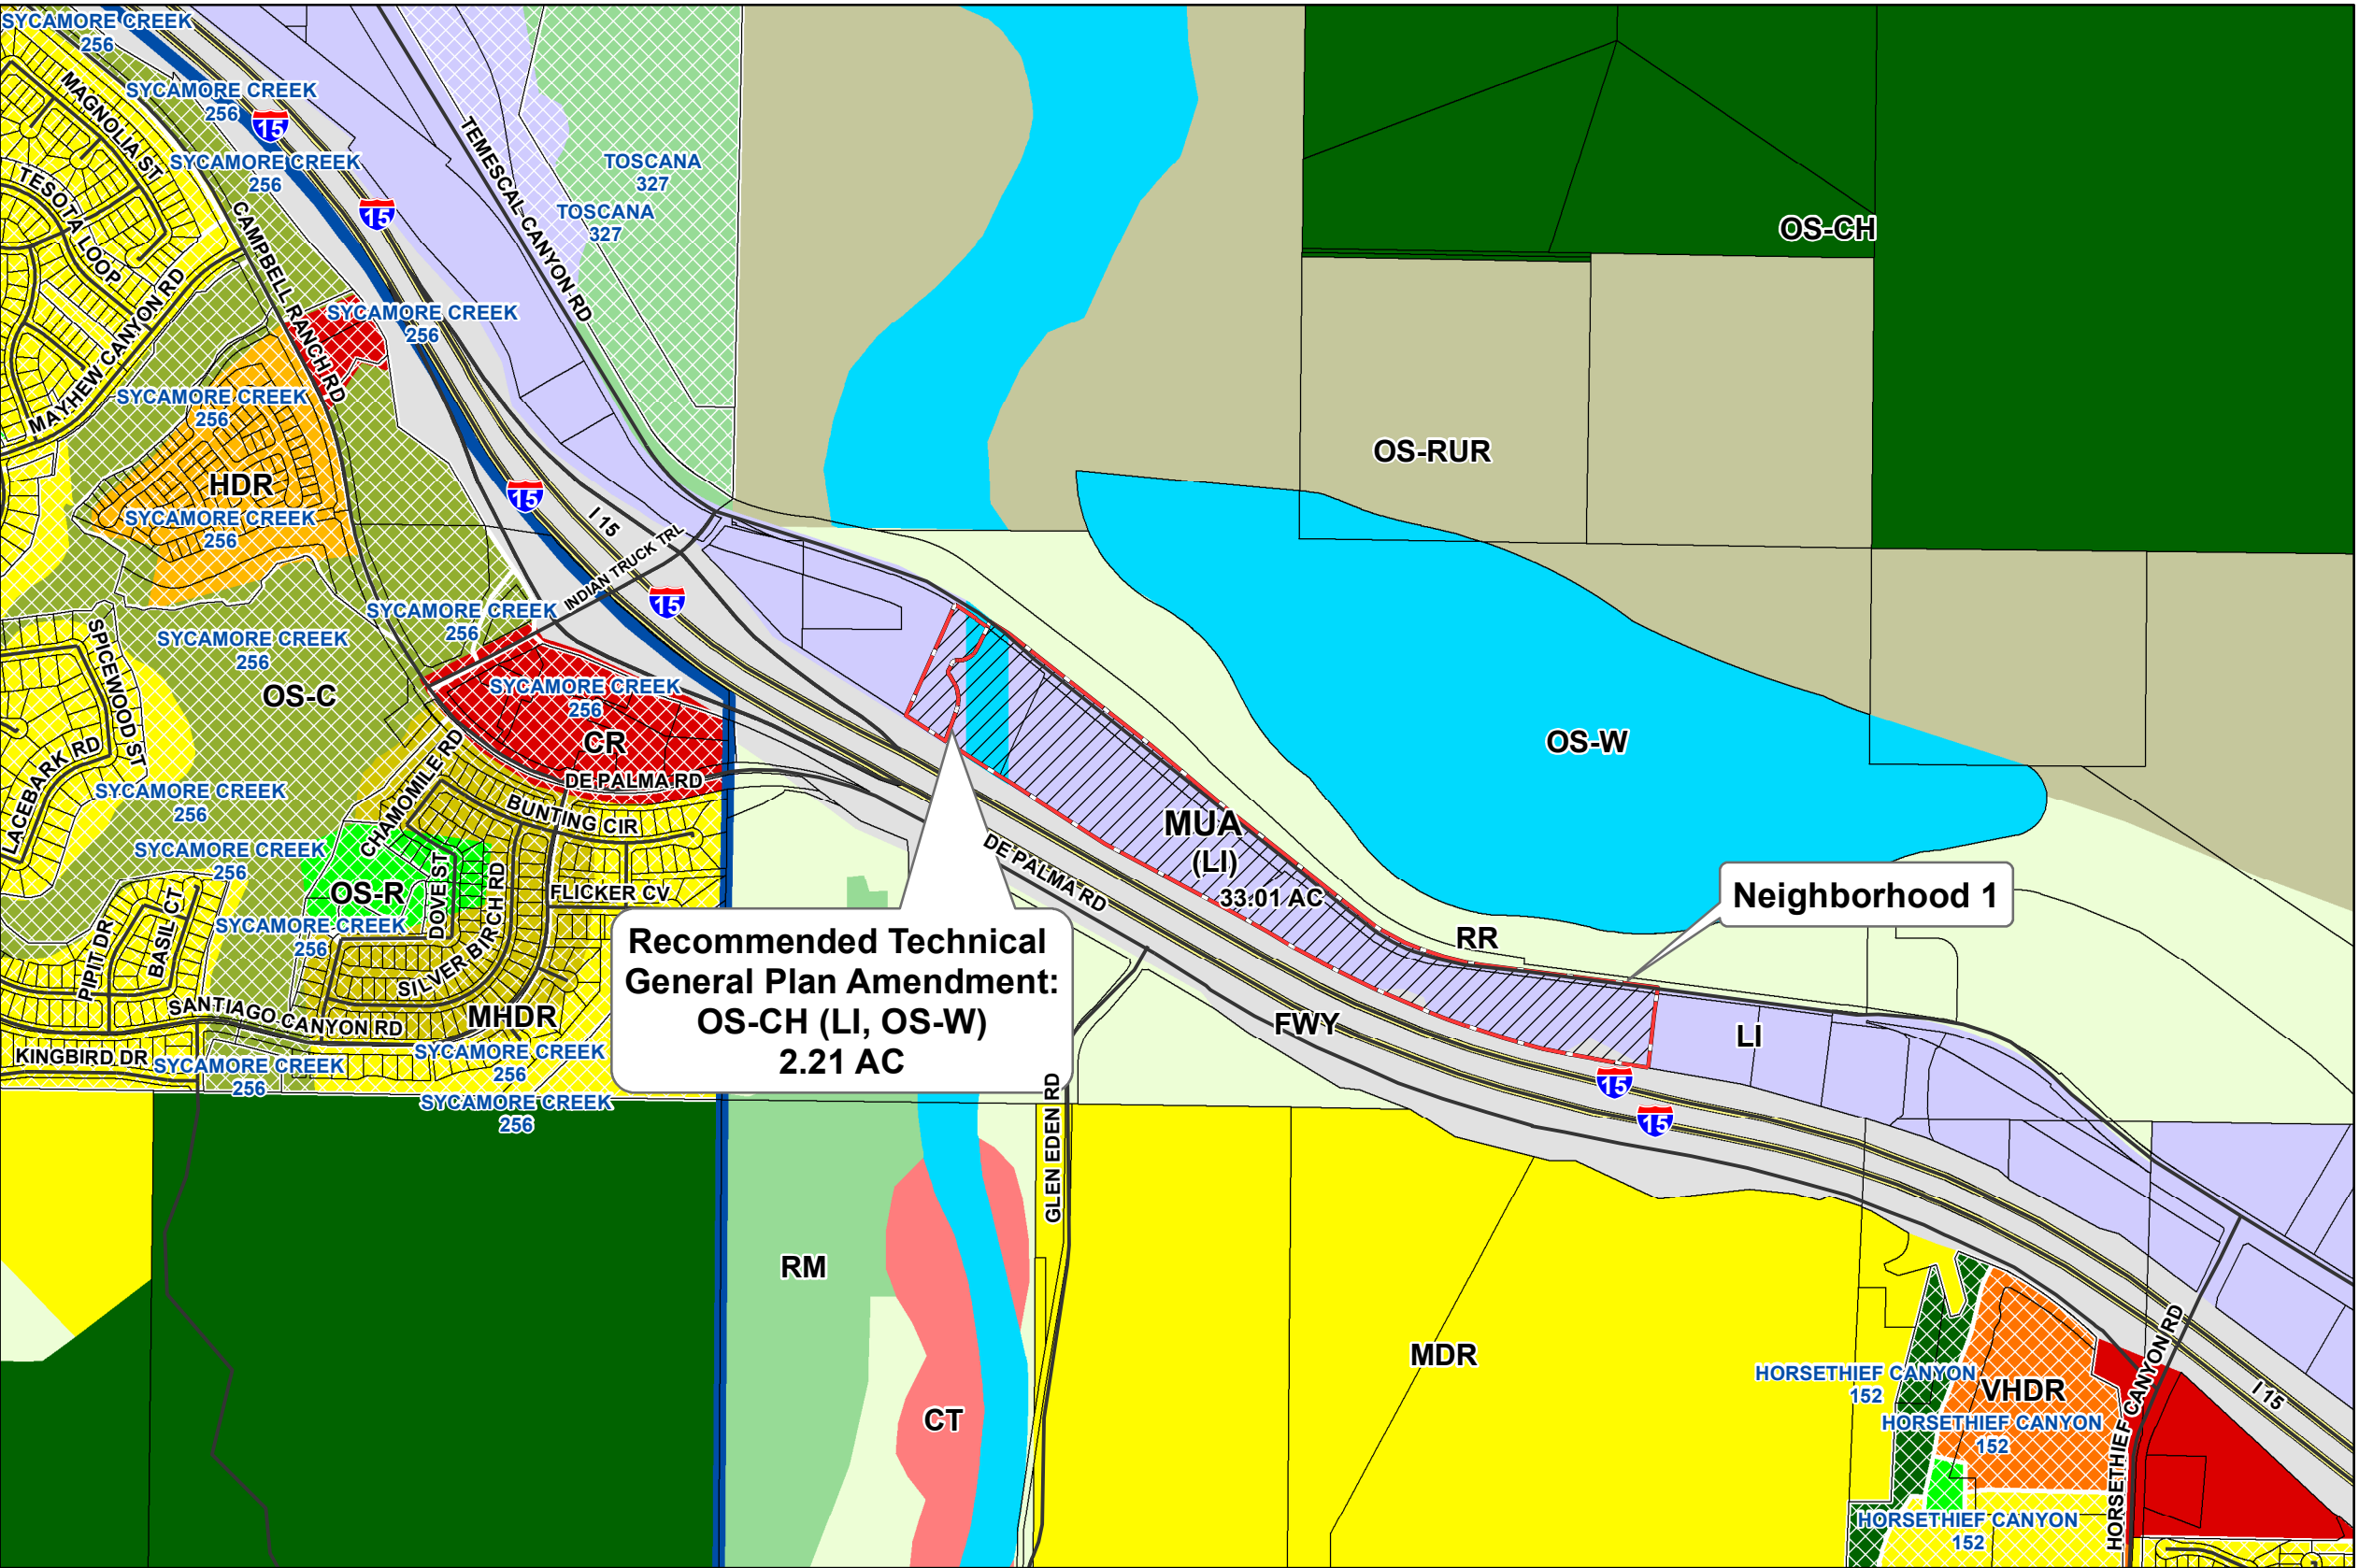 SYCAMORE CREEK
256
SYCAMORE CREEK
256
15
MAGNOLIA ST
TEMESCAL CANYON RD
SYCAMORE CREEK
256
TOSCANA
327
TESOTA LOOP
15
CAMPBELL RANCH RD
TOSCANA
327
OS-CH
MAYHEW CANYON RD
SYCAMORE CREEK
256
SYCAMORE CREEK
256
OS-RUR
HDR
15
I 15
SYCAMORE CREEK
256
INDIAN TRUCK TRL
15
SYCAMORE CREEK
256
SPICEWOOD ST
SYCAMORE CREEK
256
OS-C
SYCAMORE CREEK
256
CR
OS-W
LACEBARK RD
CHAMOMILE RD
DE PALMA RD
SYCAMORE CREEK
256
BUNTING CIR
MUA
(LI)
33.01 AC
SYCAMORE CREEK
256
DE PALMA RD
OS-R
DOVE ST
FLICKER CV
Neighborhood 1
SYCAMORE CREEK
256
BASIL CT
PIPIT DR
SILVER BIRCH RD
RR
Recommended Technical
General Plan Amendment:
OS-CH (LI, OS-W)
2.21 AC
SANTIAGO CANYON RD
MHDR
FWY
LI
KINGBIRD DR
SYCAMORE CREEK
256
SYCAMORE CREEK
256
15
SYCAMORE CREEK
256
15
GLEN EDEN RD
RM
MDR
HORSETHIEF CANYON
152
VHDR
HORSETHIEF CANYON RD
I 15
CT
HORSETHIEF CANYON
152
HORSETHIEF CANYON
152